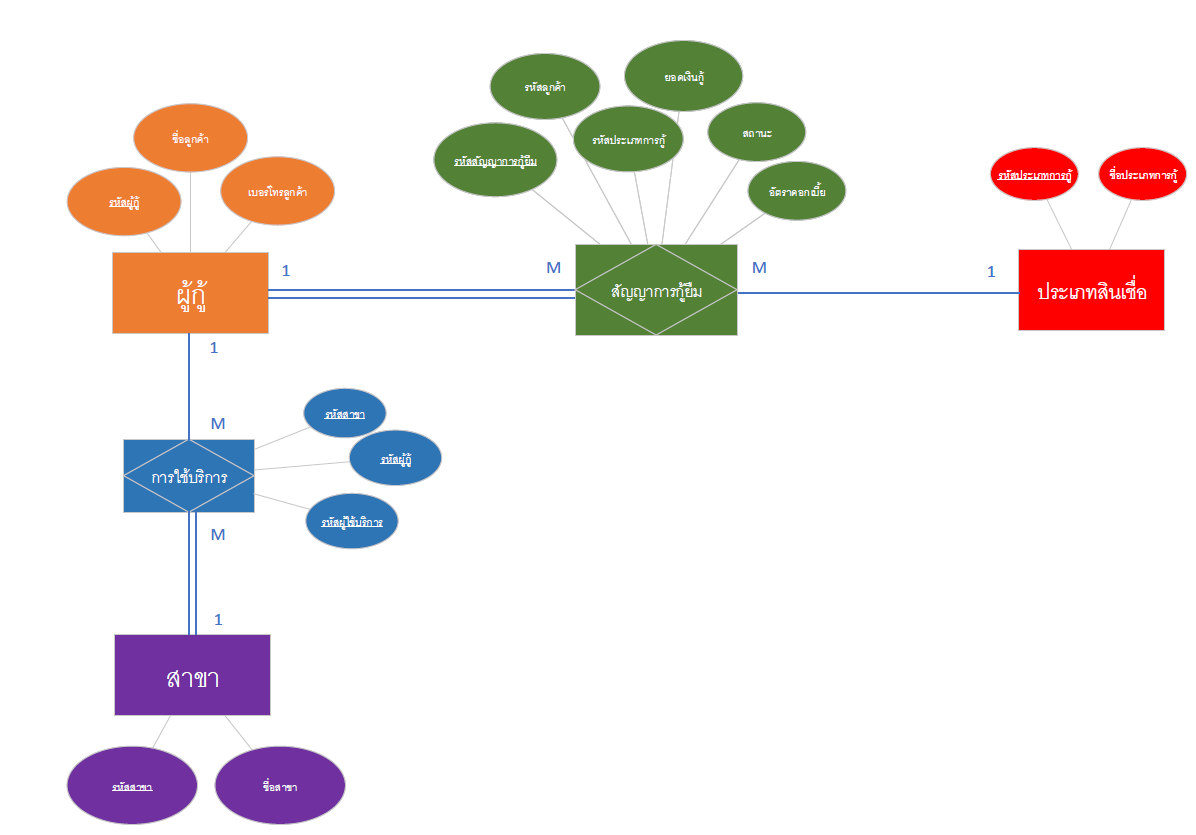 ยอดเงินกู้
รหัสลูกค้า
สถานะ
ชื่อลูกค้า
รหัสประเภทการกู้
รหัสสัญญาการกู้ยืม
รหัสประเภทการกู้
ชื่อประเภทการกู้
เบอร์โทรลูกค้า
อัตราดอกเบี้ย
รหัสผู้กู้
1
M
M
1
ผู้กู้
สัญญาการกู้ยืม
ประเภทสินเชื่อ
1
รหัสสาขา
M
รหัสผู้กู้
การใช้บริการ
รหัสผู้ใช้บริการ
M
1
สาขา
รหัสสาขา
ชื่อสาขา